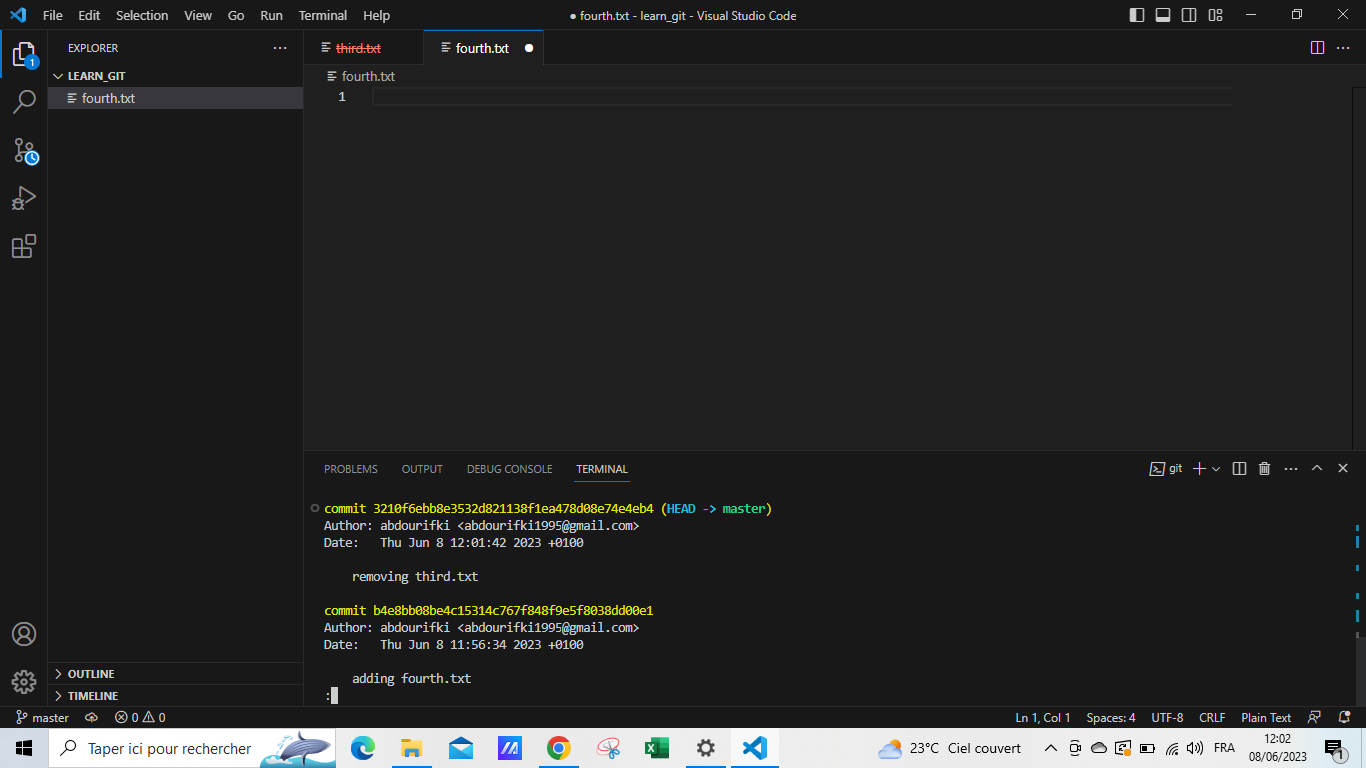 File Edit Selection View Go Run Terminal Help
● fourth.txt - learn_git - Visual Studio Code
EXPLORER
LEARN_GIT
fourth.txt
1
third.txt
fourth.txt
fourth.txt
1
PROBLEMS OUTPUT DEBUG CONSOLE TERMINAL
git
commit 3210f6ebb8e3532d821138f1ea478d08e74e4eb4 (HEAD -> master)
Author: abdourifki <abdourifki1995@gmail.com>
Date:   Thu Jun 8 12:01:42 2023 +0100
removing third.txt
commit b4e8bb08be4c15314c767f848f9e5f8038dd00e1
Author: abdourifki <abdourifki1995@gmail.com>
Date:   Thu Jun 8 11:56:34 2023 +0100
adding fourth.txt
:
OUTLINE
TIMELINE
master 0 0 Ln 1, Col 1 Spaces: 4 UTF-8 CRLF Plain Text
Taper ici pour rechercher
23°C Ciel couvert
FRA
12:02
08/06/2023
1